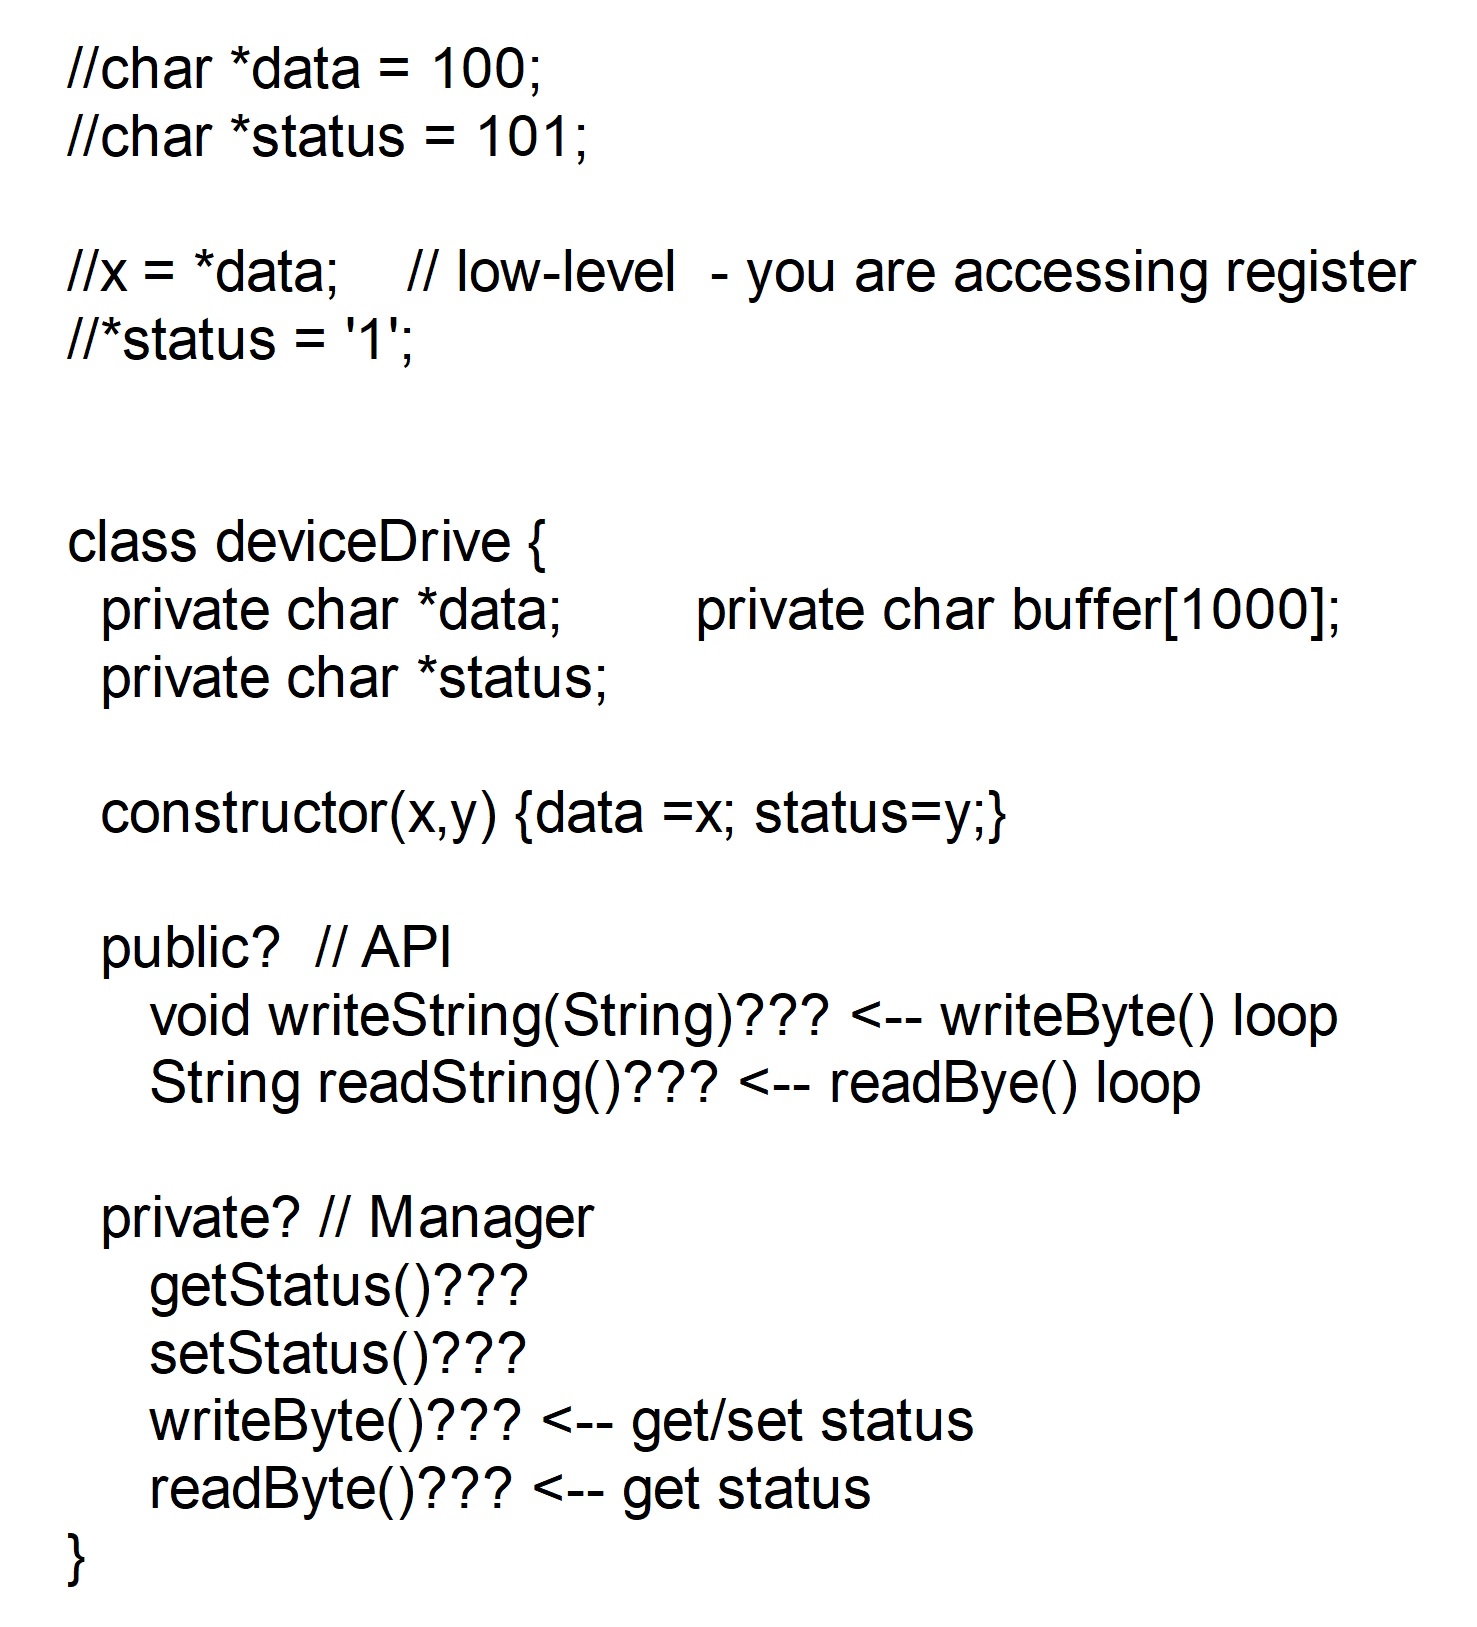 //char *data = 100;
//char *status = 101;
//x = *data;    // low-level  - you are accessing register
//*status = '1';
class deviceDrive {
  private char *data;        private char buffer[1000];
  private char *status;
  constructor(x,y) {data =x; status=y;}
  public?  // API
     void writeString(String)??? <-- writeByte() loop
     String readString()??? <-- readBye() loop
  private? // Manager
     getStatus()???
     setStatus()???
     writeByte()??? <-- get/set status
     readByte()??? <-- get status
}